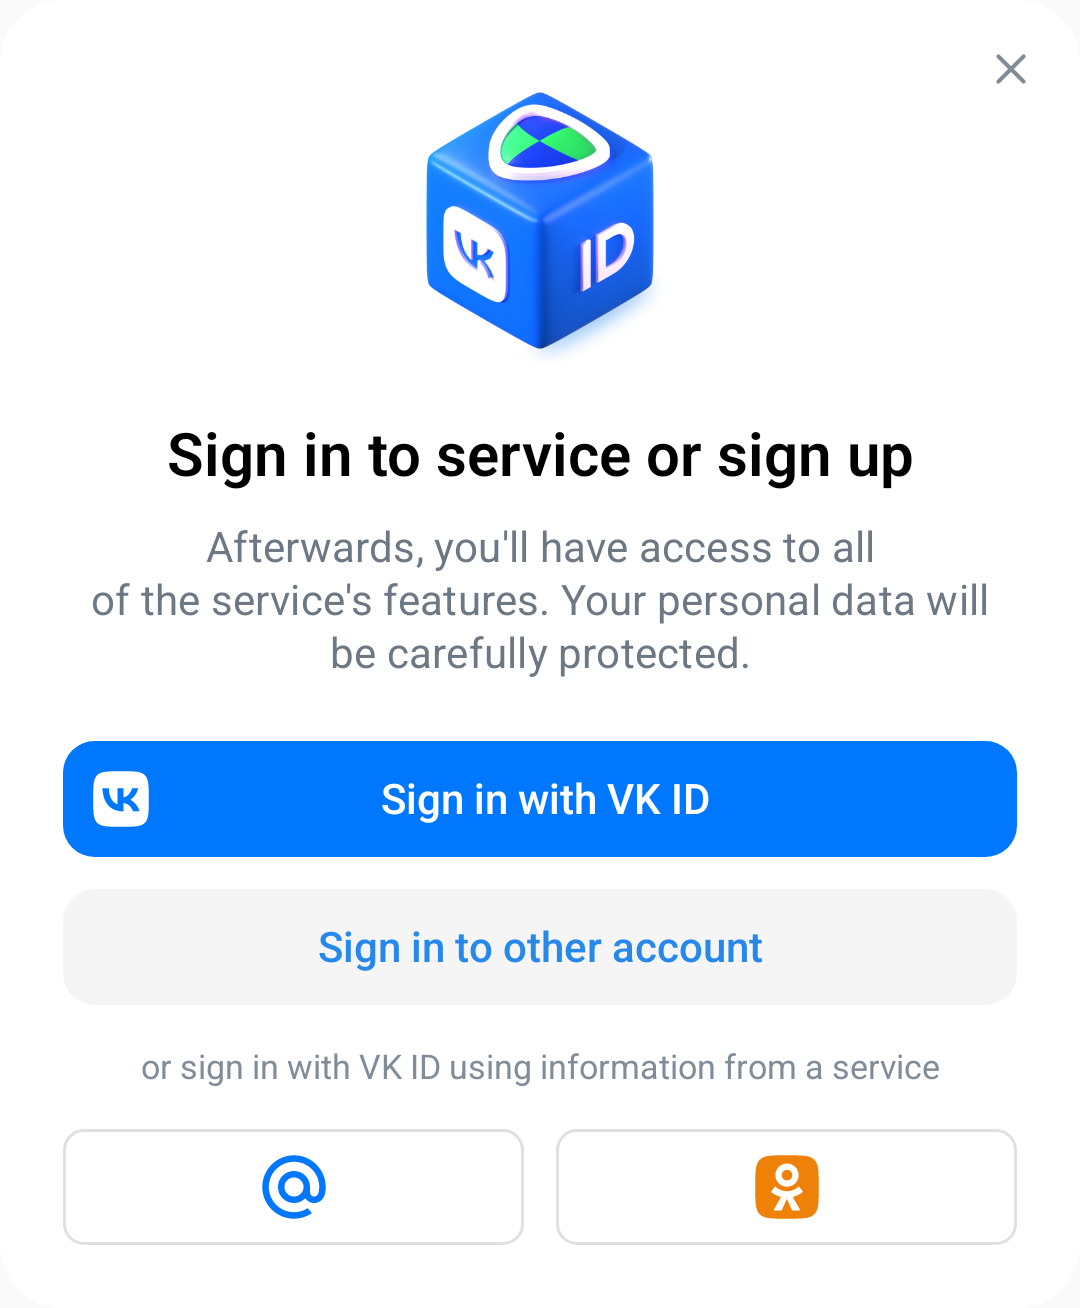 VK
ID
Sign in to service or sign up
Afterwards, you'll have access to all
of the service's features. Your personal data will
be carefully protected.
VK
Sign in with VK ID
Sign in to other account
or sign in with VK ID using information from a service
@